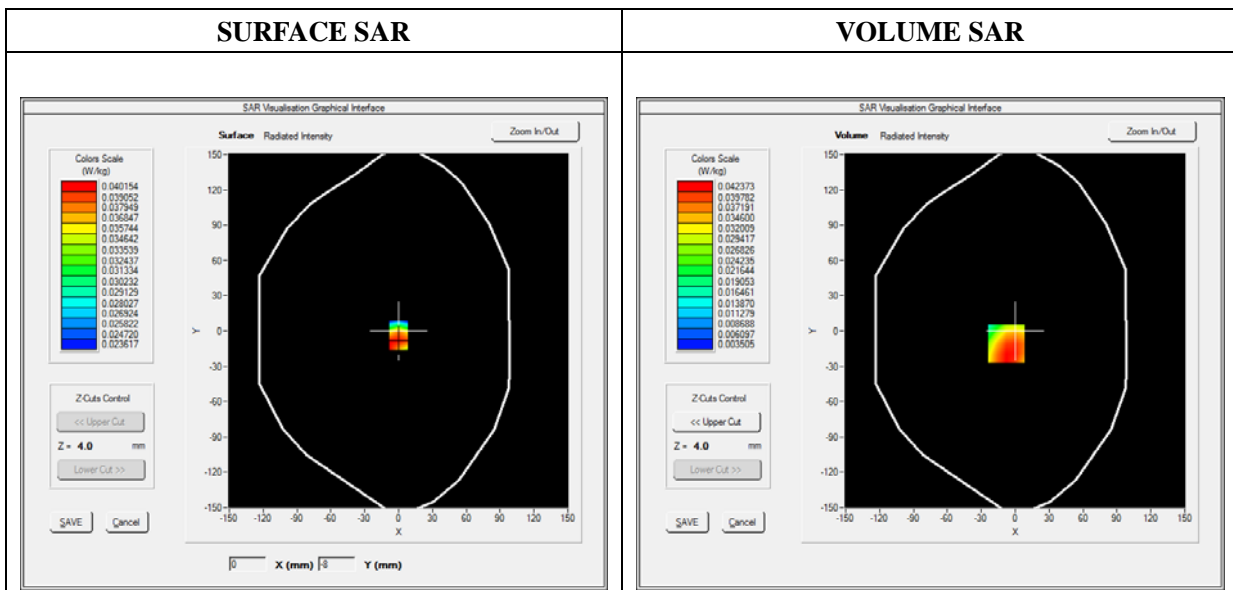 SURFACE SAR
VOLUME SAR
SAR Visualisation Graphical Interface
Surface Radiated Intensity
Zoom In/Out
Colors Scale
(W/kg)
0.040154
0.039052
0.037949
0.036847
0.035744
0.034642
0.033539
0.032437
0.031334
0.030232
0.029129
0.028027
0.026924
0.025822
0.024720
0.023617
Z-Cuts Control
<< Upper Cut
Z = 4.0 mm
Lower Cut >>
SAVE Cancel
150
120
90
60
30
0
-30
-60
-90
-120
-150
Y
-150 -120 -90 -60 -30 0 30 60 90 120 150
X
0 X (mm) -8 Y (mm)
SAR Visualisation Graphical Interface
Volume Radiated Intensity
Zoom In/Out
Colors Scale
(W/kg)
0.042373
0.039782
0.037191
0.034600
0.032009
0.029417
0.026826
0.024235
0.021644
0.019053
0.016461
0.013870
0.011279
0.008688
0.006097
0.003505
Z-Cuts Control
<< Upper Cut
Z = 4.0 mm
Lower Cut >>
SAVE Cancel
150
120
90
60
30
0
-30
-60
-90
-120
-150
Y
-150 -120 -90 -60 -30 0 30 60 90 120 150
X